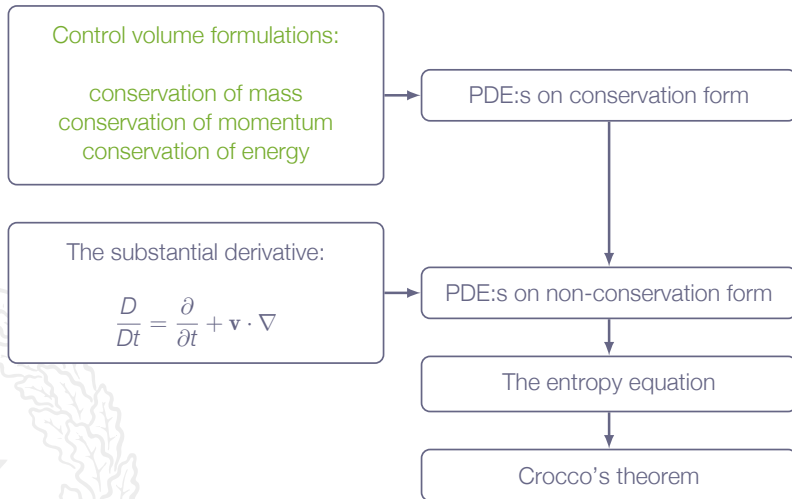 Control volume formulations:
conservation of mass
conservation of momentum
conservation of energy
PDE:s on conservation form
The substantial derivative:
D/Dt = ∂/∂t + v · ∇
PDE:s on non-conservation form
The entropy equation
Crocco's theorem